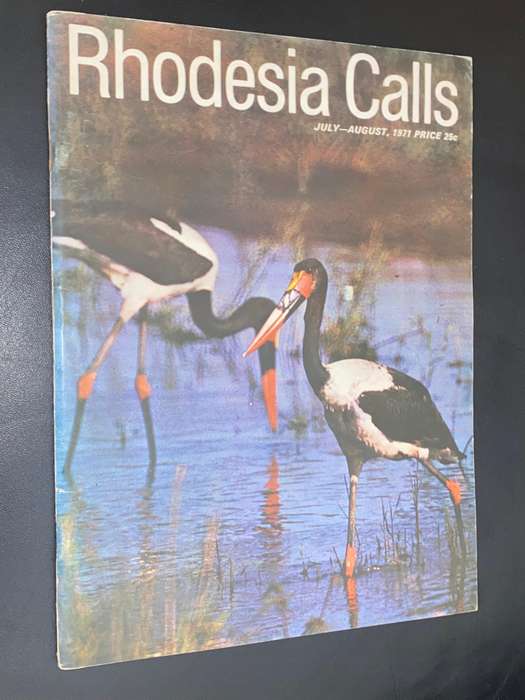 Rhodesia Calls
JULY—AUGUST, 1971 PRICE 25c